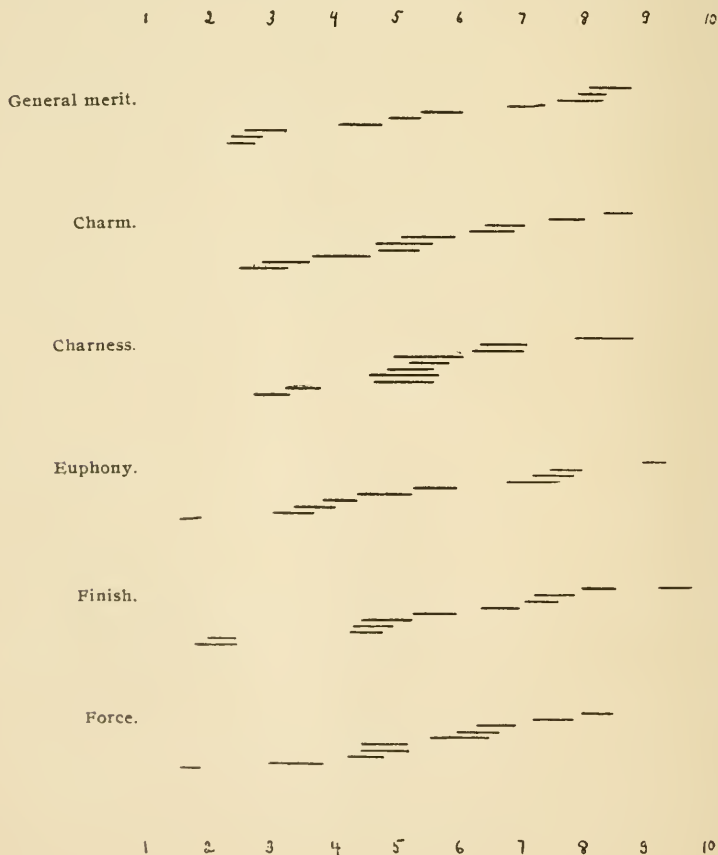 1 2 3 4 5 6 7 8 9 10
General merit.
Charm.
Charness.
Euphony.
Finish.
Force.
1 2 3 4 5 6 7 8 9 10